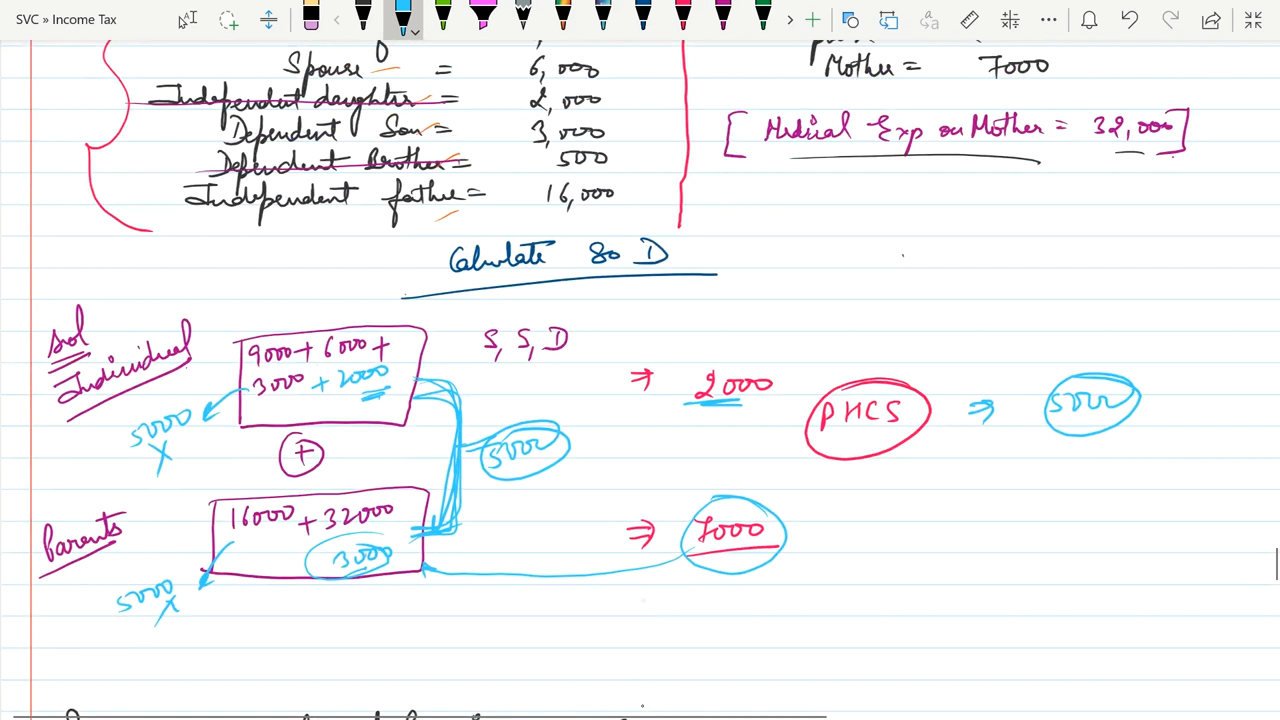 SVC > Income Tax
Spouse = 6,000
Mother = 7000
Independent daughter = 2,000
Dependent Son = 3,000
[ Medical Exp on Mother = 32,000 ]
Dependent Brother = 500
Independent father = 16,000
Calculate 80 D
Sol
Individual
9000 + 6000 +
3000 + 2000
S, S, D
⇒ 2000
PHCS ⇒ 5000
5000
X
+
5000
Parents
16000 + 32000
3000
⇒ 7000
5000
X